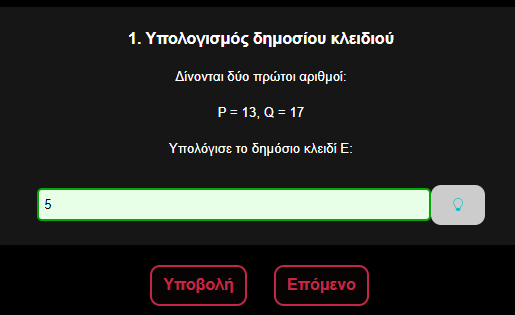 1. Υπολογισμός δημοσίου κλειδιού
Δίνονται δύο πρώτοι αριθμοί:
P = 13, Q = 17
Υπολόγισε το δημόσιο κλειδί E:
5
Υποβολή
Επόμενο